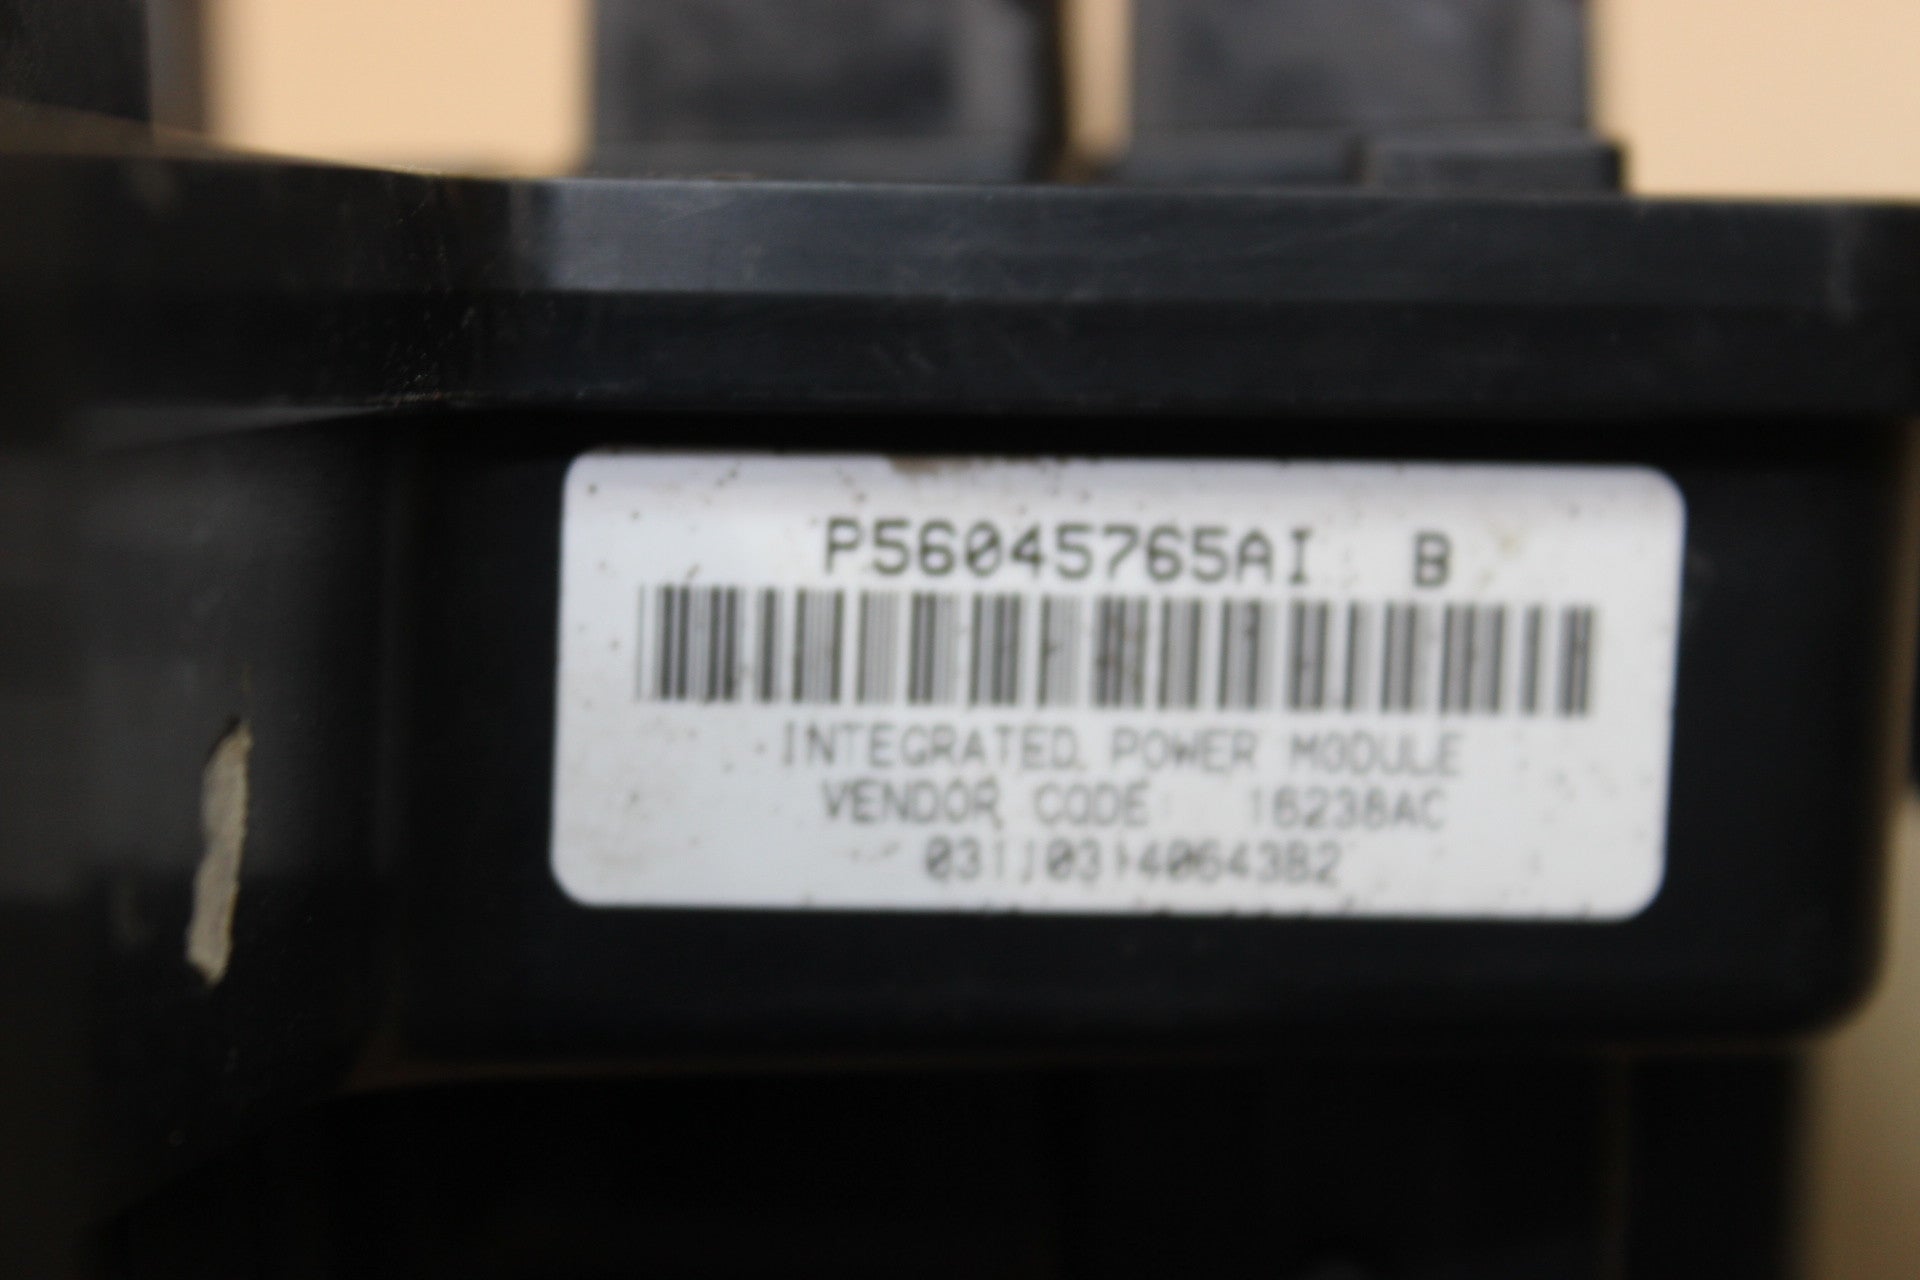 P56045765AI B
INTEGRATED POWER MODULE
VENDOR CODE: 16238AC